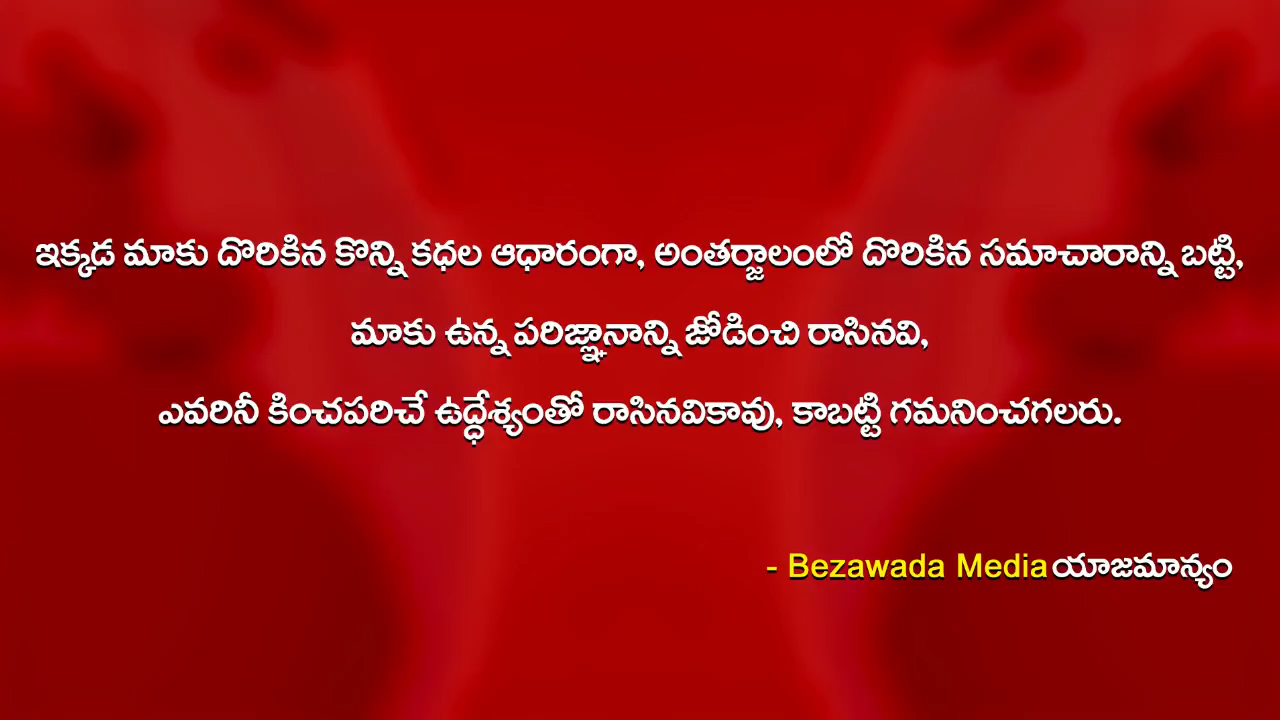 ఇక్కడ మాకు దొరికిన కొన్ని కధల ఆధారంగా, అంతర్జాలంలో దొరికిన సమాచారాన్ని బట్టి,
మాకు ఉన్న పరిజ్ఞానాన్ని జోడించి రాసినవి,
ఎవరినీ కించపరిచే ఉద్ధేశ్యంతో రాసినవికావు, కాబట్టి గమనించగలరు.
- Bezawada Media యాజమాన్యం